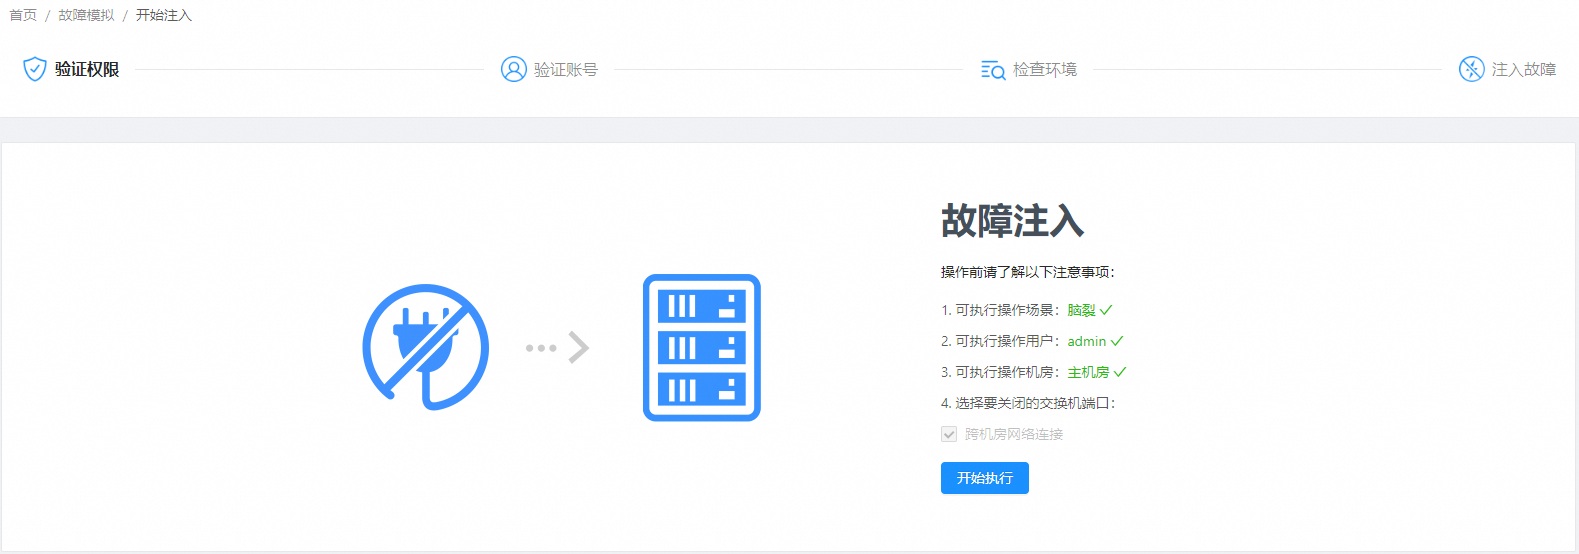 首页 / 故障模拟 / 开始注入
验证权限
验证账号
检查环境
注入故障
故障注入
操作前请了解以下注意事项：
1. 可执行操作场景：脑裂
2. 可执行操作用户：admin
3. 可执行操作机房：主机房
4. 选择要关闭的交换机端口：
跨机房网络连接
开始执行